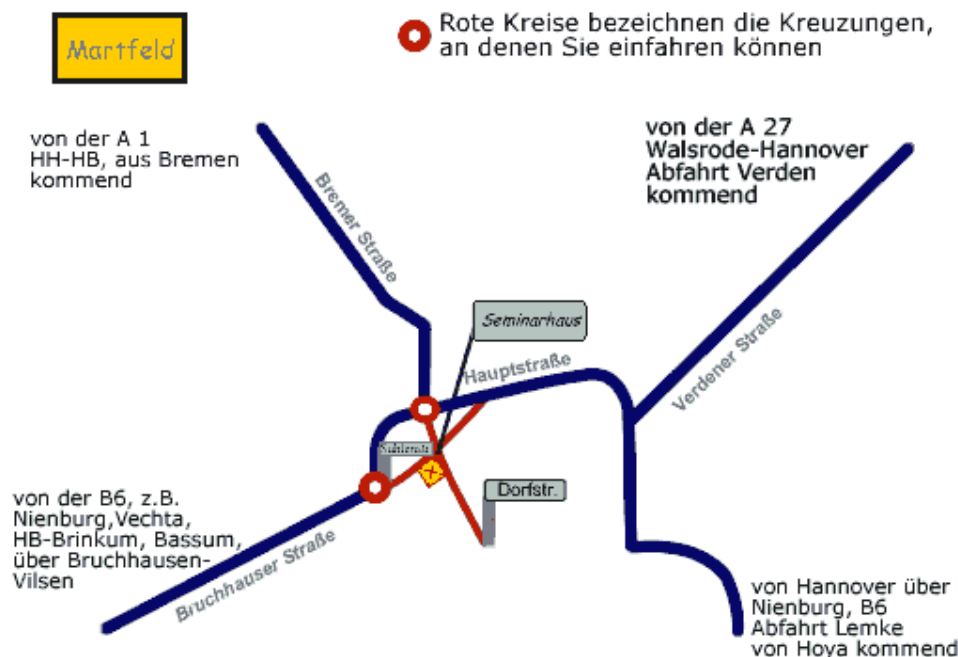 Martfeld
Rote Kreise bezeichnen die Kreuzungen,
an denen Sie einfahren können
von der A 1
HH-HB, aus Bremen
kommend
von der A 27
Walsrode-Hannover
Abfahrt Verden
kommend
Bremer Straße
Seminarhaus
Hauptstraße
Verdener Straße
Dorfstr.
von der B6, z.B.
Nienburg,Vechta,
HB-Brinkum, Bassum,
über Bruchhausen-
Vilsen
Bruchhauser Straße
von Hannover über
Nienburg, B6
Abfahrt Lemke
von Hoya kommend